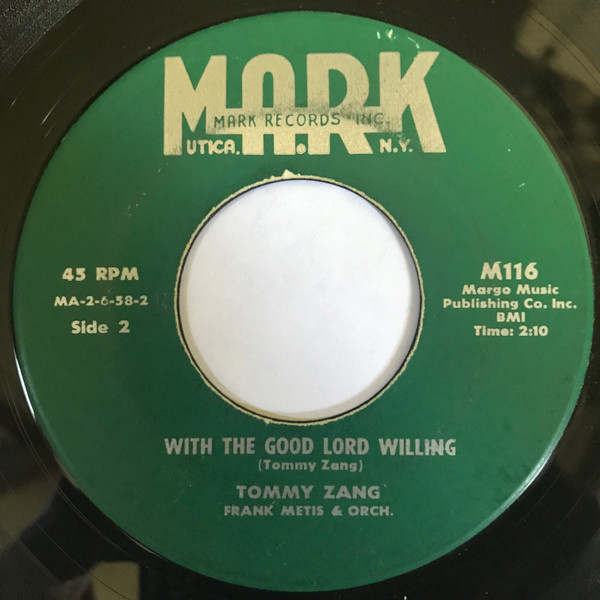 MARK
MARK RECORDS INC.
UTICA, N.Y.
45 RPM
MA-2-6-58-2
Side 2
M116
Margo Music
Publishing Co. Inc.
BMI
Time: 2:10
WITH THE GOOD LORD WILLING
(Tommy Zang)
TOMMY ZANG
FRANK METIS & ORCH.